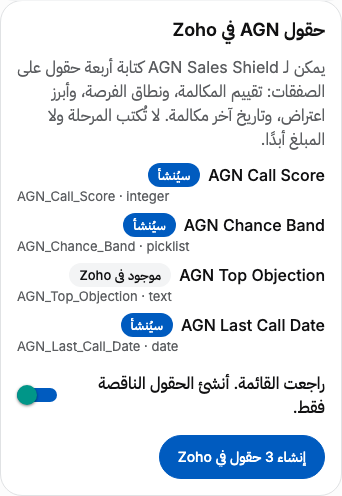 حقول AGN في Zoho
يمكن لـ AGN Sales Shield كتابة أربعة حقول على
الصفقات: تقييم المكالمة، ونطاق الفرصة، وأبرز
اعتراض، وتاريخ آخر مكالمة. لا تُكتب المرحلة ولا
المبلغ أبدًا.
AGN Call Score سيُنشأ
AGN_Call_Score · integer
AGN Chance Band سيُنشأ
AGN_Chance_Band · picklist
AGN Top Objection موجود في Zoho
AGN_Top_Objection · text
AGN Last Call Date سيُنشأ
AGN_Last_Call_Date · date
راجعت القائمة. أنشئ الحقول الناقصة
فقط.
إنشاء 3 حقول في Zoho